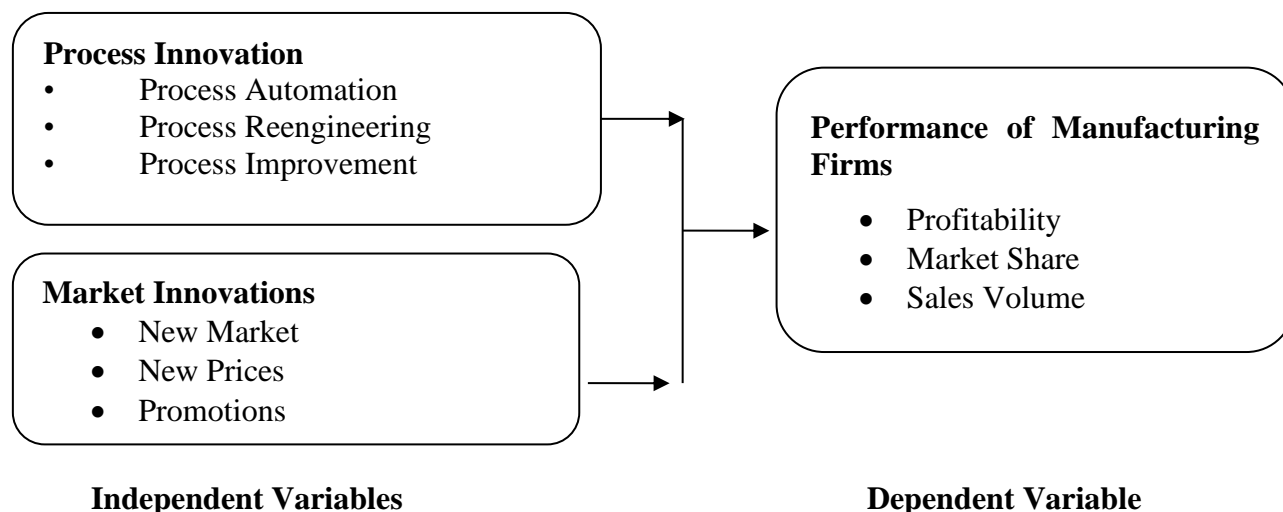 Process Innovation
• Process Automation
• Process Reengineering
• Process Improvement
Market Innovations
• New Market
• New Prices
• Promotions
Performance of Manufacturing
Firms
• Profitability
• Market Share
• Sales Volume
Independent Variables
Dependent Variable